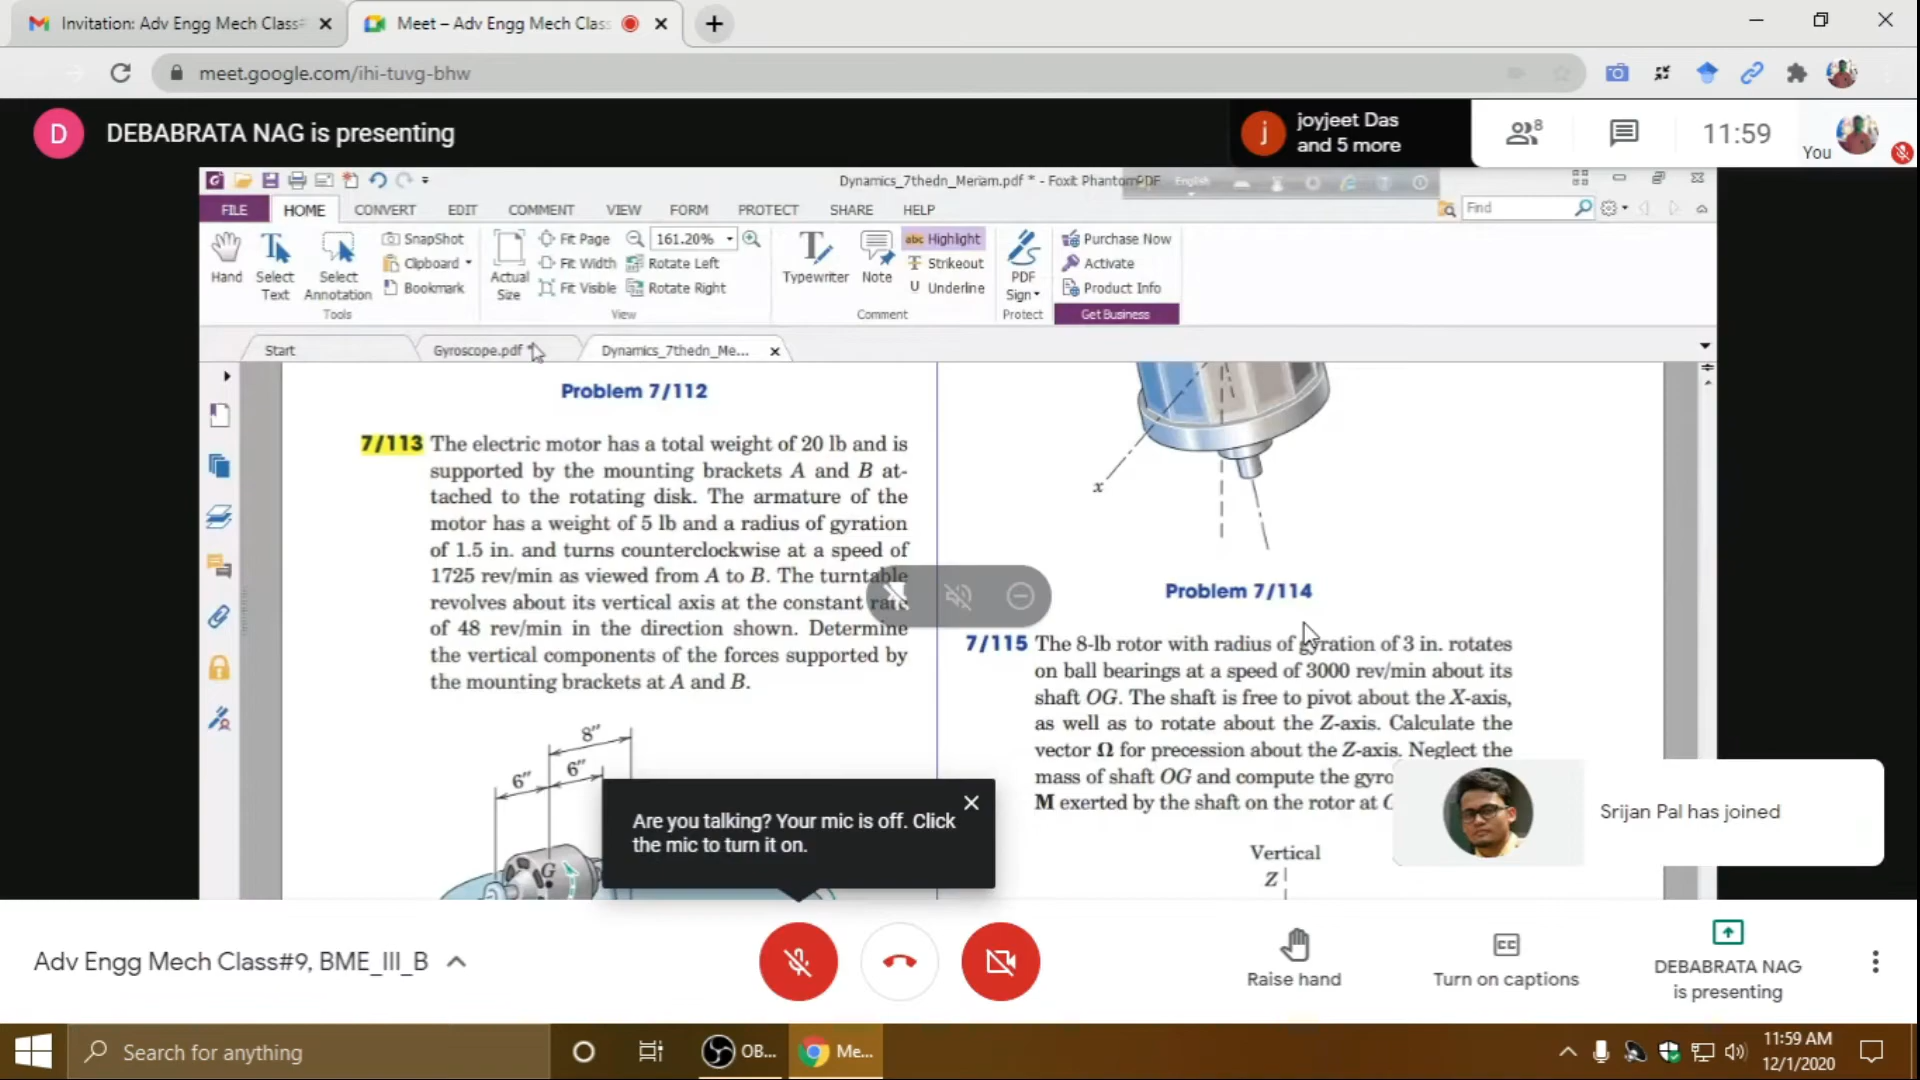 Invitation: Adv Engg Mech Class#
Meet – Adv Engg Mech Clas
meet.google.com/ihi-tuvg-bhw
D
DEBABRATA NAG is presenting
j
joyjeet Das
and 5 more
8
11:59
You
Dynamics_7thedn_Meriam.pdf * - Foxit PhantomPDF
English
FILE
HOME
CONVERT
EDIT
COMMENT
VIEW
FORM
PROTECT
SHARE
HELP
Find
Hand
Select
Text
Select
Annotation
SnapShot
Clipboard
Bookmark
Tools
Actual
Size
Fit Page
Fit Width
Fit Visible
161.20%
Rotate Left
Rotate Right
View
Typewriter
Note
abc Highlight
T Strikeout
U Underline
Comment
PDF
Sign
Protect
Purchase Now
Activate
Product Info
Get Business
Start
Gyroscope.pdf *
Dynamics_7thedn_Me...
Problem 7/112
7/113 The electric motor has a total weight of 20 lb and is
supported by the mounting brackets A and B at-
tached to the rotating disk. The armature of the
motor has a weight of 5 lb and a radius of gyration
of 1.5 in. and turns counterclockwise at a speed of
1725 rev/min as viewed from A to B. The turntable
revolves about its vertical axis at the constant rate
of 48 rev/min in the direction shown. Determine
the vertical components of the forces supported by
the mounting brackets at A and B.
8″
6″
6″
G
x
Problem 7/114
7/115 The 8-lb rotor with radius of gyration of 3 in. rotates
on ball bearings at a speed of 3000 rev/min about its
shaft OG. The shaft is free to pivot about the X-axis,
as well as to rotate about the Z-axis. Calculate the
vector Ω for precession about the Z-axis. Neglect the
mass of shaft OG and compute the gyro
M exerted by the shaft on the rotor at
Vertical
Z
Are you talking? Your mic is off. Click
the mic to turn it on.
Srijan Pal has joined
Adv Engg Mech Class#9, BME_III_B
Raise hand
CC
Turn on captions
DEBABRATA NAG
is presenting
Search for anything
OB...
Me...
11:59 AM
12/1/2020